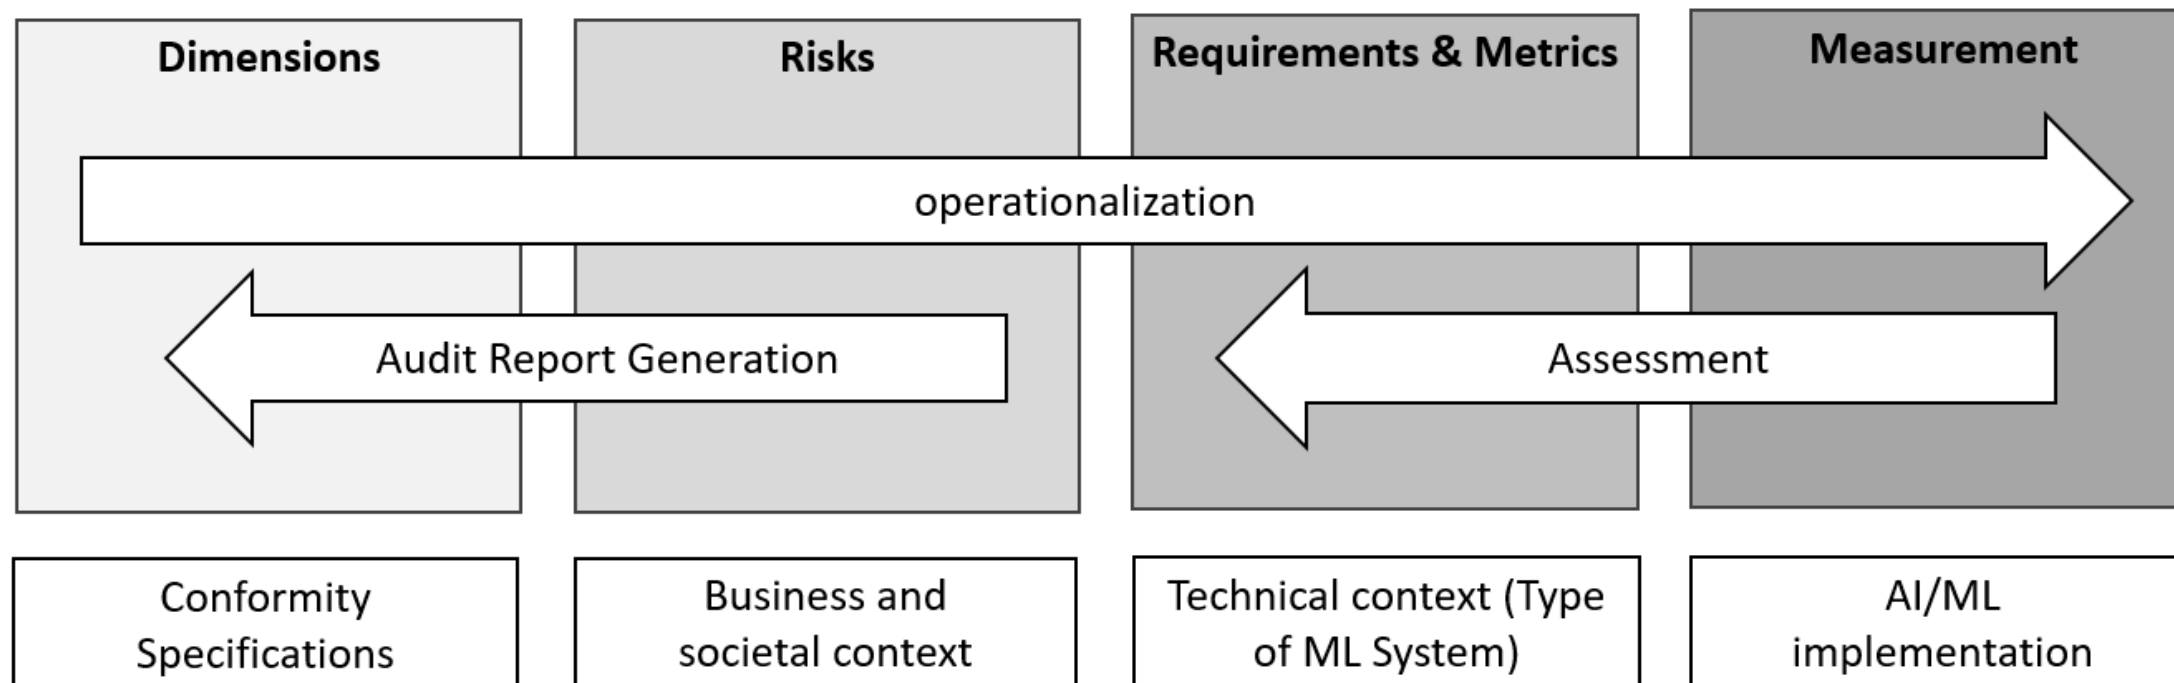 Dimensions
Risks
Requirements & Metrics
Measurement
operationalization
Audit Report Generation
Assessment
Conformity
Specifications
Business and
societal context
Technical context (Type
of ML System)
AI/ML
implementation